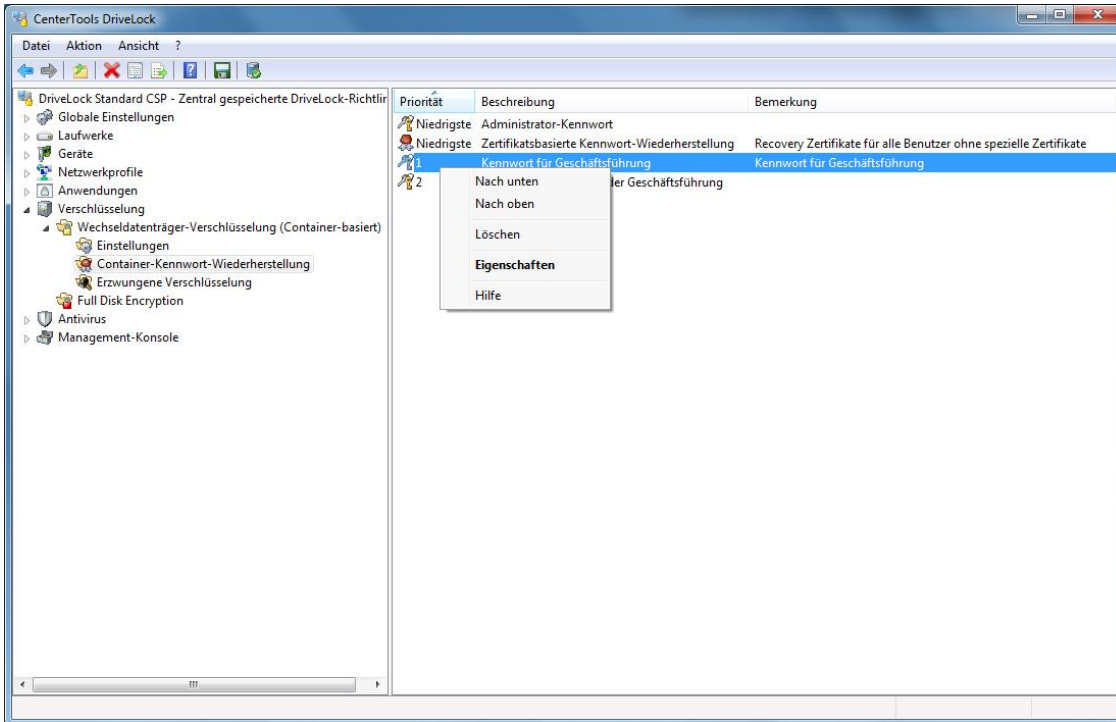 CenterTools DriveLock
Datei Aktion Ansicht ?
DriveLock Standard CSP - Zentral gespeicherte DriveLock-Richtlir
Globale Einstellungen
Laufwerke
Geräte
Netzwerkprofile
Anwendungen
Verschlüsselung
Wechseldatenträger-Verschlüsselung (Container-basiert)
Einstellungen
Container-Kennwort-Wiederherstellung
Erzwungene Verschlüsselung
Full Disk Encryption
Antivirus
Management-Konsole
Priorität Beschreibung Bemerkung
Niedrigste Administrator-Kennwort
Niedrigste Zertifikatsbasierte Kennwort-Wiederherstellung Recovery Zertifikate für alle Benutzer ohne spezielle Zertifikate
1 Kennwort für Geschäftsführung Kennwort für Geschäftsführung
2 der Geschäftsführung
Nach unten
Nach oben
Löschen
Eigenschaften
Hilfe